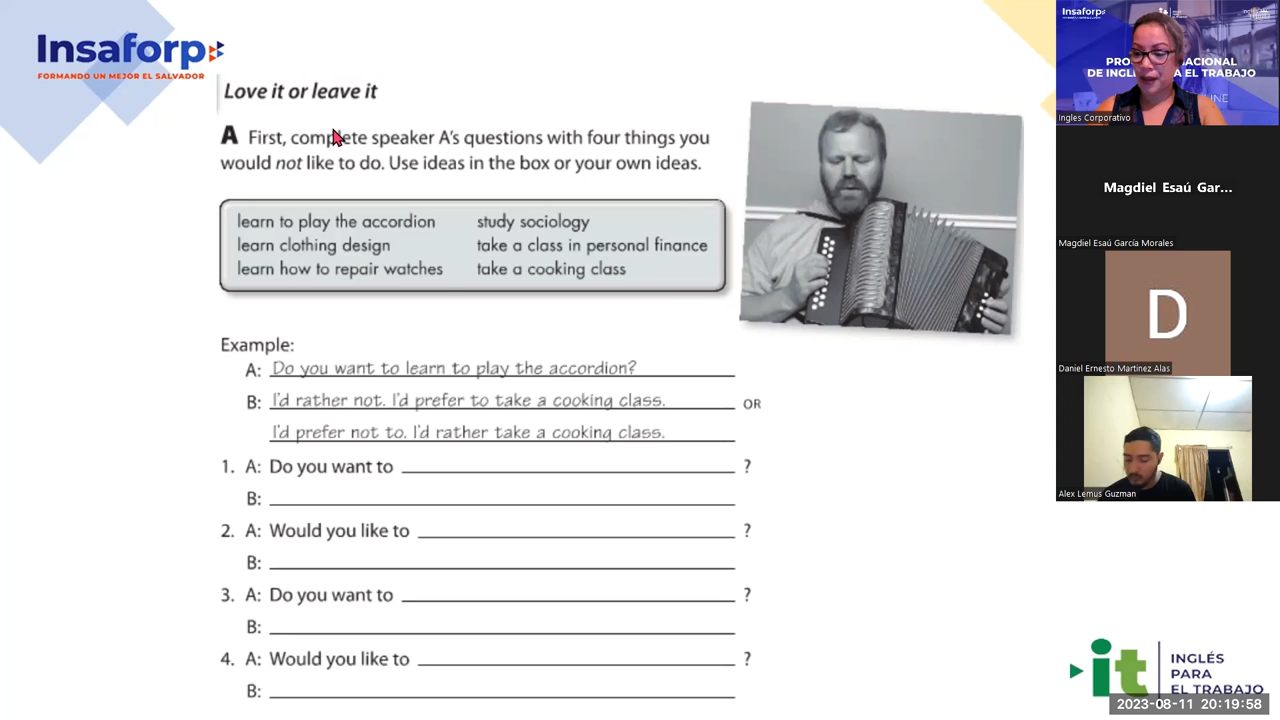 Insaforp
FORMANDO UN MEJOR EL SALVADOR
Love it or leave it
A First, complete speaker A's questions with four things you
would not like to do. Use ideas in the box or your own ideas.
learn to play the accordion study sociology
learn clothing design take a class in personal finance
learn how to repair watches take a cooking class
Example:
A: Do you want to learn to play the accordion?
B: I'd rather not. I'd prefer to take a cooking class. OR
I'd prefer not to. I'd rather take a cooking class.
1. A: Do you want to ?
B:
2. A: Would you like to ?
B:
3. A: Do you want to ?
B:
4. A: Would you like to ?
B:
Insaforp
Ingles Corporativo
Magdiel Esaú Gar...
Magdiel Esaú García Morales
D
Daniel Ernesto Martinez Alas
Alex Lemus Guzman
it INGLÉS
PARA
EL TRABAJO
2023-08-11 20:19:58